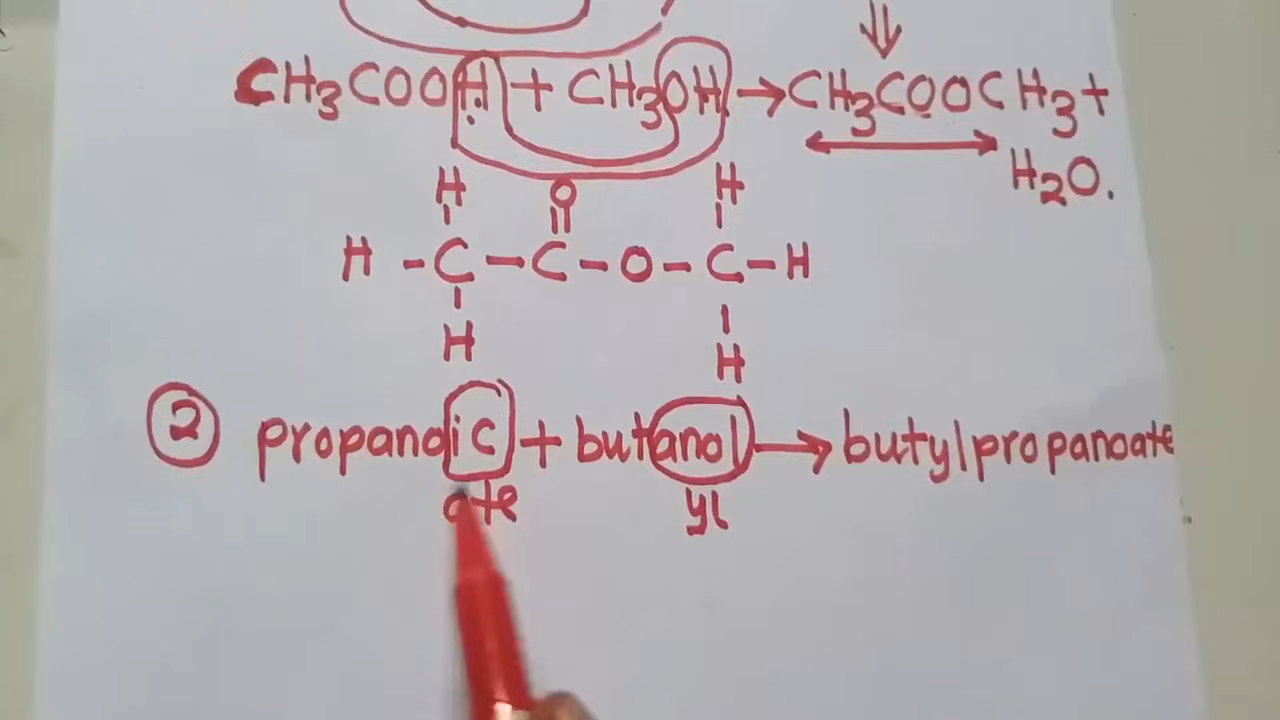 ⇓
CH3COOH + CH3OH → CH3COOCH3 +
H2O.
H O H
|| 
H - C - C - O - C - H
H H
② propanoic + butanol → butylpropanoate
ate yl